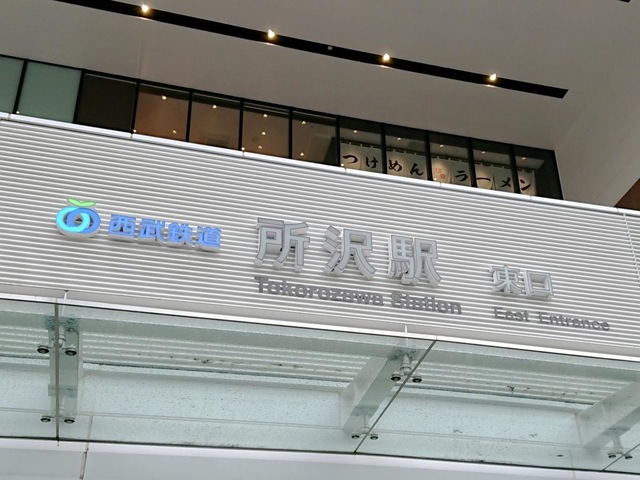 つけめん ラーメン
西武鉄道 所沢駅 東口
Tokorozawa Station East Entrance